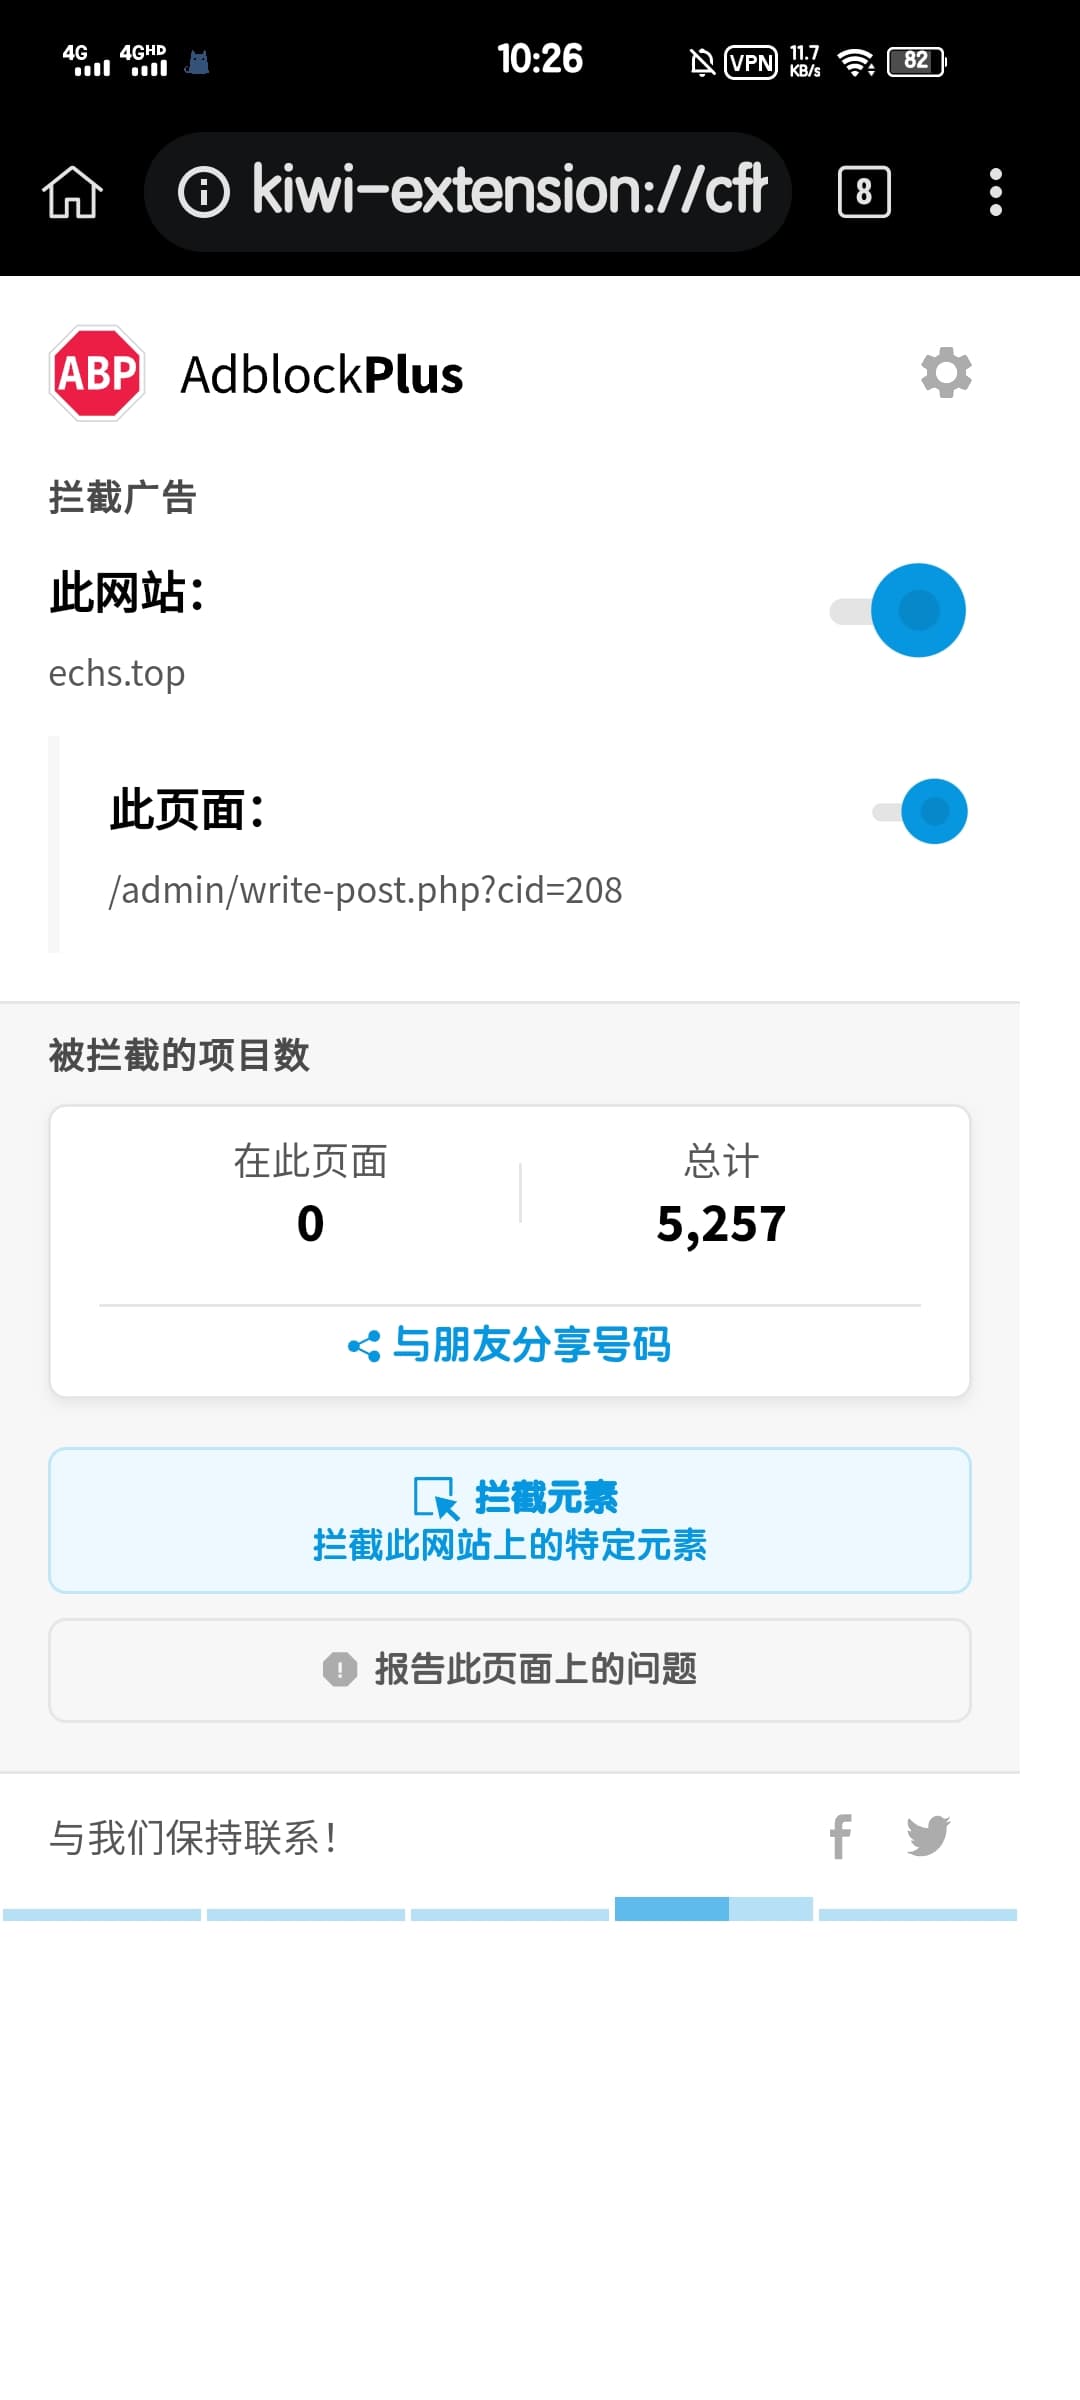 4G 4GHD 10:26 VPN 11.7 KB/s 82
kiwi-extension://cff
8
ABP AdblockPlus
拦截广告
此网站：
echs.top
此页面：
/admin/write-post.php?cid=208
被拦截的项目数
在此页面 总计
0 5,257
与朋友分享号码
拦截元素
拦截此网站上的特定元素
报告此页面上的问题
与我们保持联系！